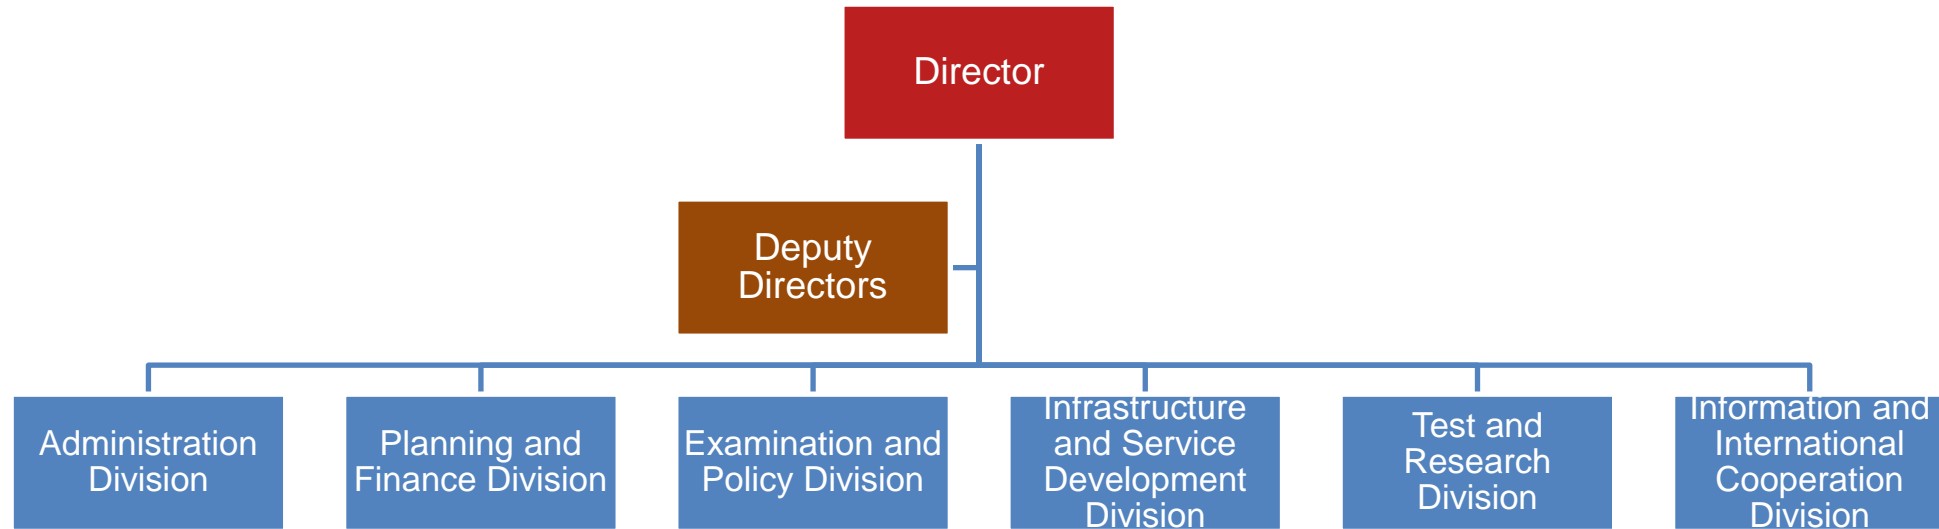 Director
Deputy
Directors
Administration
Division
Planning and
Finance Division
Examination and
Policy Division
Infrastructure
and Service
Development
Division
Test and
Research
Division
Information and
International
Cooperation
Division